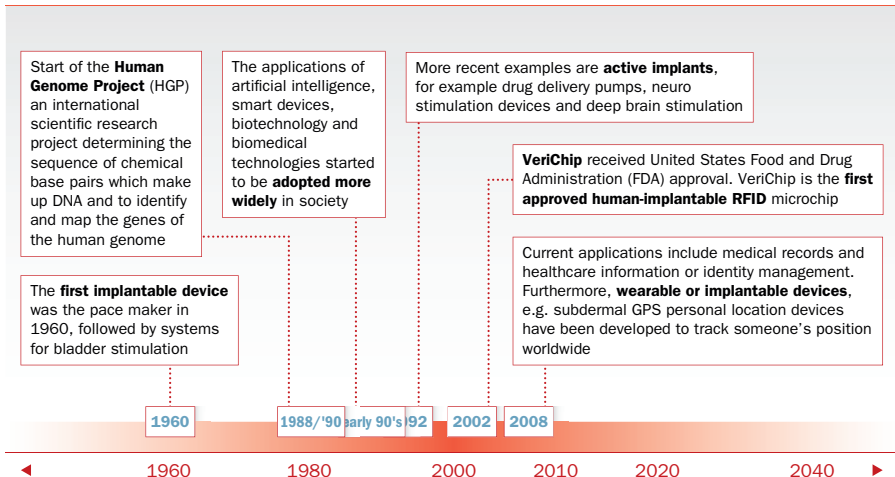 Start of the Human
Genome Project (HGP)
an international
scientific research
project determining the
sequence of chemical
base pairs which make
up DNA and to identify
and map the genes of
the human genome
The applications of
artificial intelligence,
smart devices,
biotechnology and
biomedical
technologies started
to be adopted more
widely in society
More recent examples are active implants,
for example drug delivery pumps, neuro
stimulation devices and deep brain stimulation
VeriChip received United States Food and Drug
Administration (FDA) approval. VeriChip is the first
approved human-implantable RFID microchip
The first implantable device
was the pace maker in
1960, followed by systems
for bladder stimulation
Current applications include medical records and
healthcare information or identity management.
Furthermore, wearable or implantable devices,
e.g. subdermal GPS personal location devices
have been developed to track someone's position
worldwide
1960 1988/'90 early 90's 92 2002 2008
1960 1980 2000 2010 2020 2040